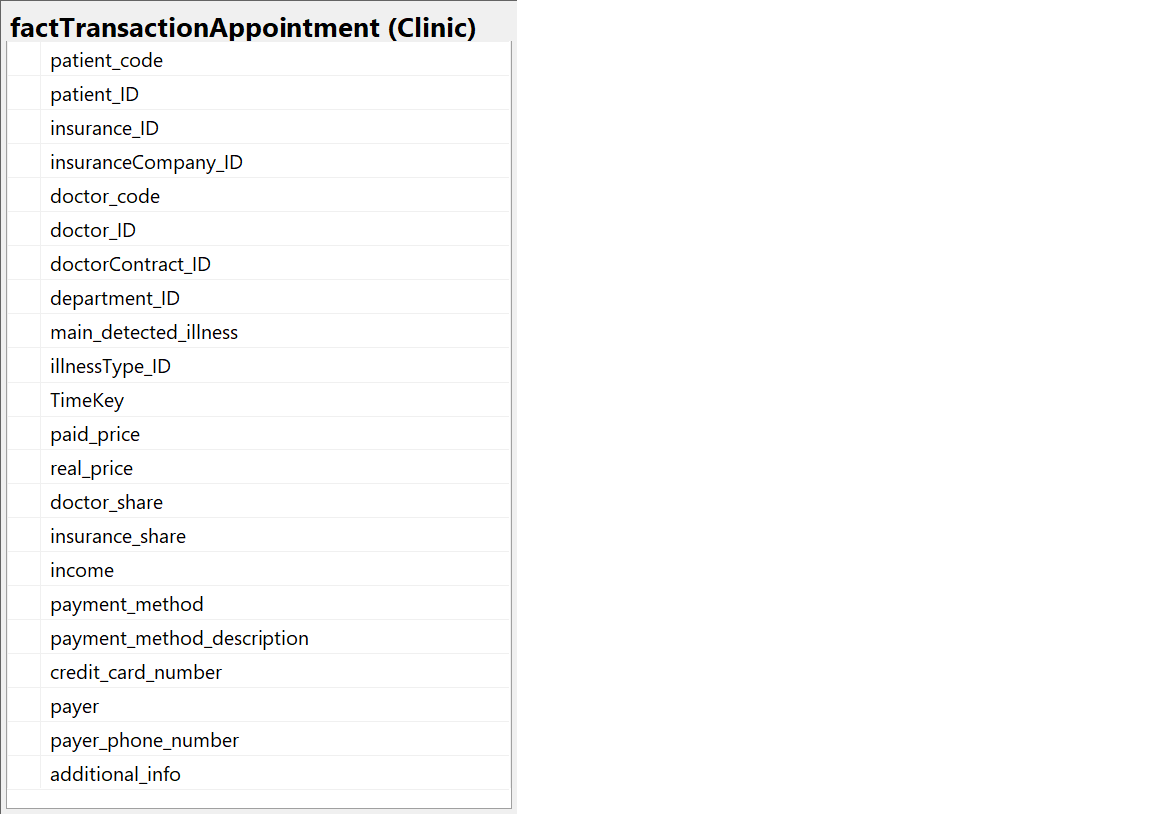 factTransactionAppointment (Clinic)
patient_code
patient_ID
insurance_ID
insuranceCompany_ID
doctor_code
doctor_ID
doctorContract_ID
department_ID
main_detected_illness
illnessType_ID
TimeKey
paid_price
real_price
doctor_share
insurance_share
income
payment_method
payment_method_description
credit_card_number
payer
payer_phone_number
additional_info